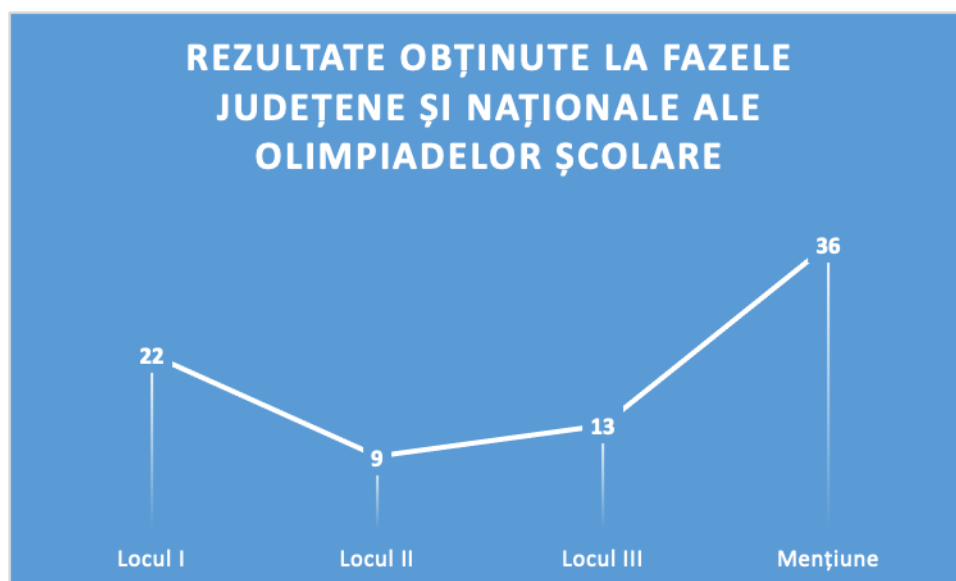 REZULTATE OBȚINUTE LA FAZELE
JUDEȚENE ȘI NAȚIONALE ALE
OLIMPIADELOR ȘCOLARE
36
22
13
9
Locul I
Locul II
Locul III
Mențiune